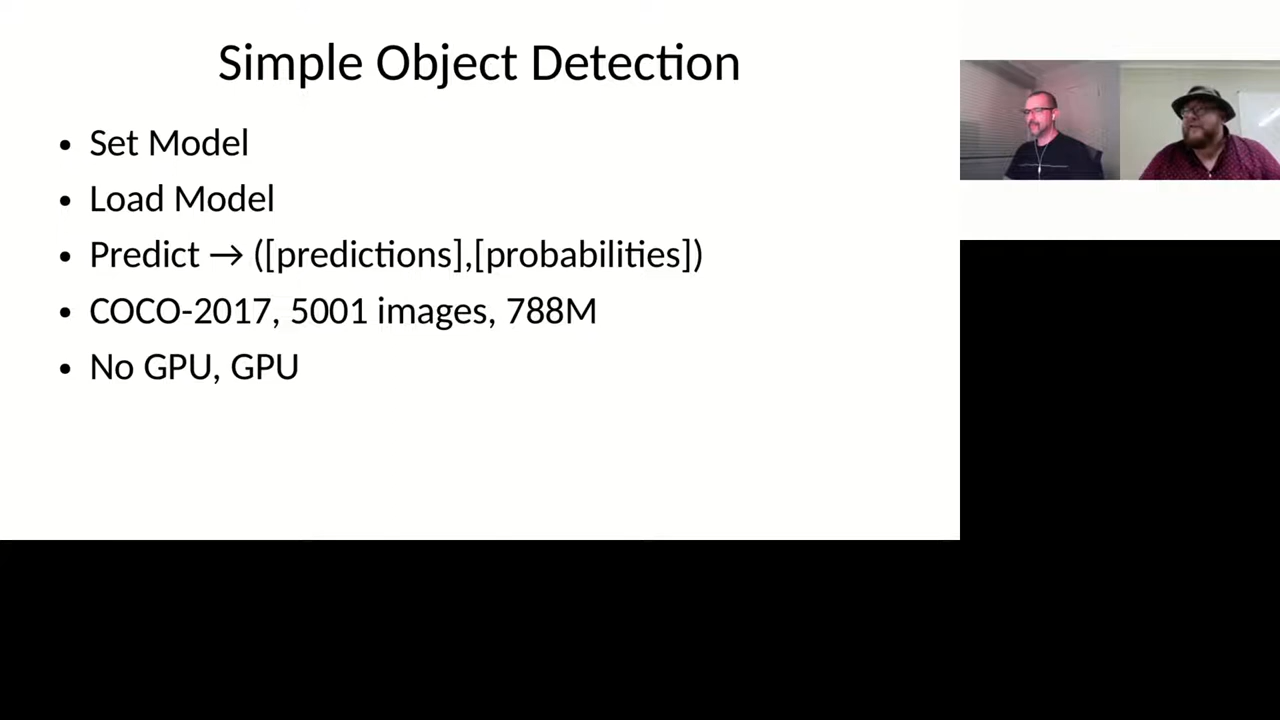 Simple Object Detection
• Set Model
• Load Model
• Predict → ([predictions],[probabilities])
• COCO-2017, 5001 images, 788M
• No GPU, GPU